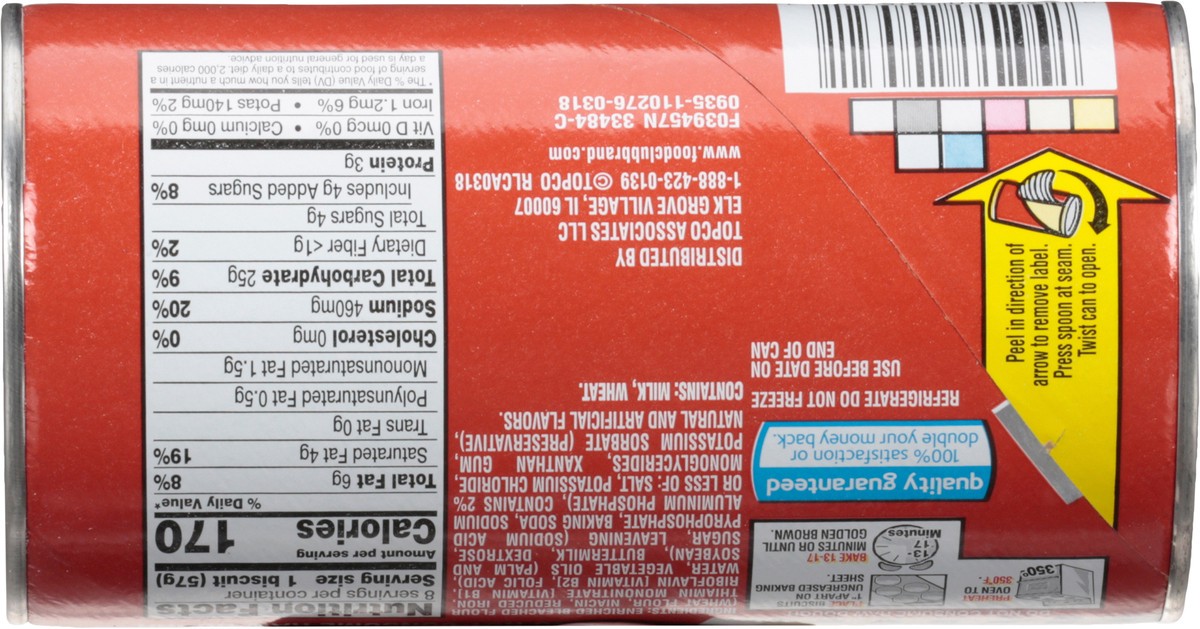 Nutrition Facts
8 servings per container
Serving size 1 biscuit (57g)
Amount per serving
Calories 170
% Daily Value*
Total Fat 6g 8%
Saturated Fat 4g 19%
Trans Fat 0g
Polyunsaturated Fat 0.5g
Monounsaturated Fat 1.5g
Cholesterol 0mg 0%
Sodium 460mg 20%
Total Carbohydrate 25g 9%
Dietary Fiber <1g 2%
Total Sugars 4g
Includes 4g Added Sugars 8%
Protein 3g
Vit D 0mcg 0% • Calcium 0mg 0%
Iron 1.2mg 6% • Potas 140mg 2%
* The % Daily Value (DV) tells you how much a nutrient in a
serving of food contributes to a daily diet. 2,000 calories
a day is used for general nutrition advice.
INGREDIENTS: ENRICHED BLEACHED FLOUR
(WHEAT FLOUR, NIACIN, REDUCED IRON,
THIAMIN MONONITRATE [VITAMIN B1],
RIBOFLAVIN [VITAMIN B2], FOLIC ACID),
WATER, VEGETABLE OILS (PALM AND
SOYBEAN), BUTTERMILK, DEXTROSE,
SUGAR, LEAVENING (SODIUM ACID
PYROPHOSPHATE, BAKING SODA, SODIUM
ALUMINUM PHOSPHATE), CONTAINS 2%
OR LESS OF: SALT, POTASSIUM CHLORIDE,
MONOGLYCERIDES, XANTHAN GUM,
POTASSIUM SORBATE (PRESERVATIVE),
NATURAL AND ARTIFICIAL FLAVORS.
CONTAINS: MILK, WHEAT.
DISTRIBUTED BY
TOPCO ASSOCIATES LLC
ELK GROVE VILLAGE, IL 60007
1-888-423-0139 ©TOPCO RLCA0318
www.foodclubbrand.com
F039457N 33484-C
0935-110276-0318
PREHEAT
OVEN TO
350°F.
350°
PLACE BISCUITS
1" APART ON
UNGREASED BAKING
SHEET.
13-
17
Minutes
BAKE 13-17
MINUTES OR UNTIL
GOLDEN BROWN.
quality guaranteed
100% satisfaction or
double your money back.
REFRIGERATE DO NOT FREEZE
USE BEFORE DATE ON
END OF CAN
Peel in direction of
arrow to remove label.
Press spoon at seam.
Twist can to open.